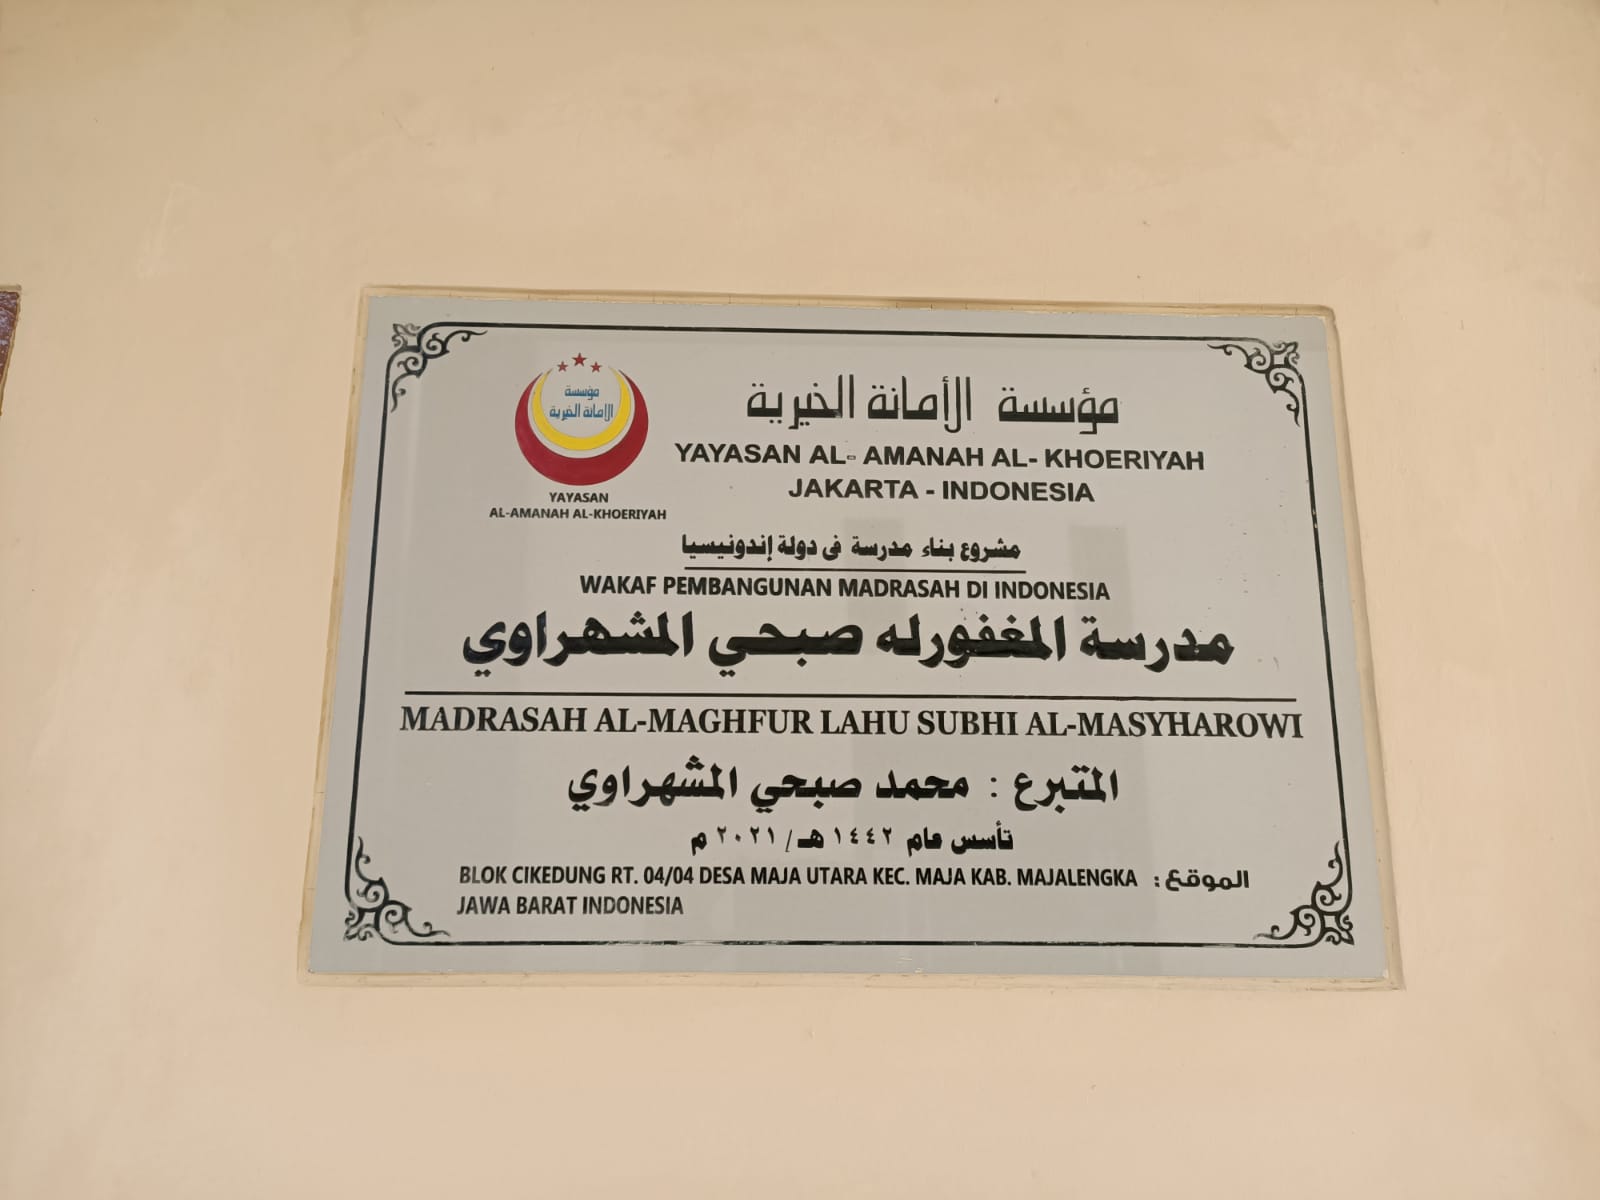 مؤسسة
الأمانة الخيرية
YAYASAN
AL-AMANAH AL-KHOERIYAH
مؤسسة الأمانة الخيرية
YAYASAN AL- AMANAH AL- KHOERIYAH
JAKARTA - INDONESIA
مشروع بناء مدرسة في دولة إندونيسيا
WAKAF PEMBANGUNAN MADRASAH DI INDONESIA
مدرسة المغفورله صبحي المشهراوي
MADRASAH AL-MAGHFUR LAHU SUBHI AL-MASYHAROWI
المتبرع : محمد صبحي المشهراوي
تأسس عام ١٤٤٢ هـ/ ٢٠٢١ م
الموقع : BLOK CIKEDUNG RT. 04/04 DESA MAJA UTARA KEC. MAJA KAB. MAJALENGKA
JAWA BARAT INDONESIA